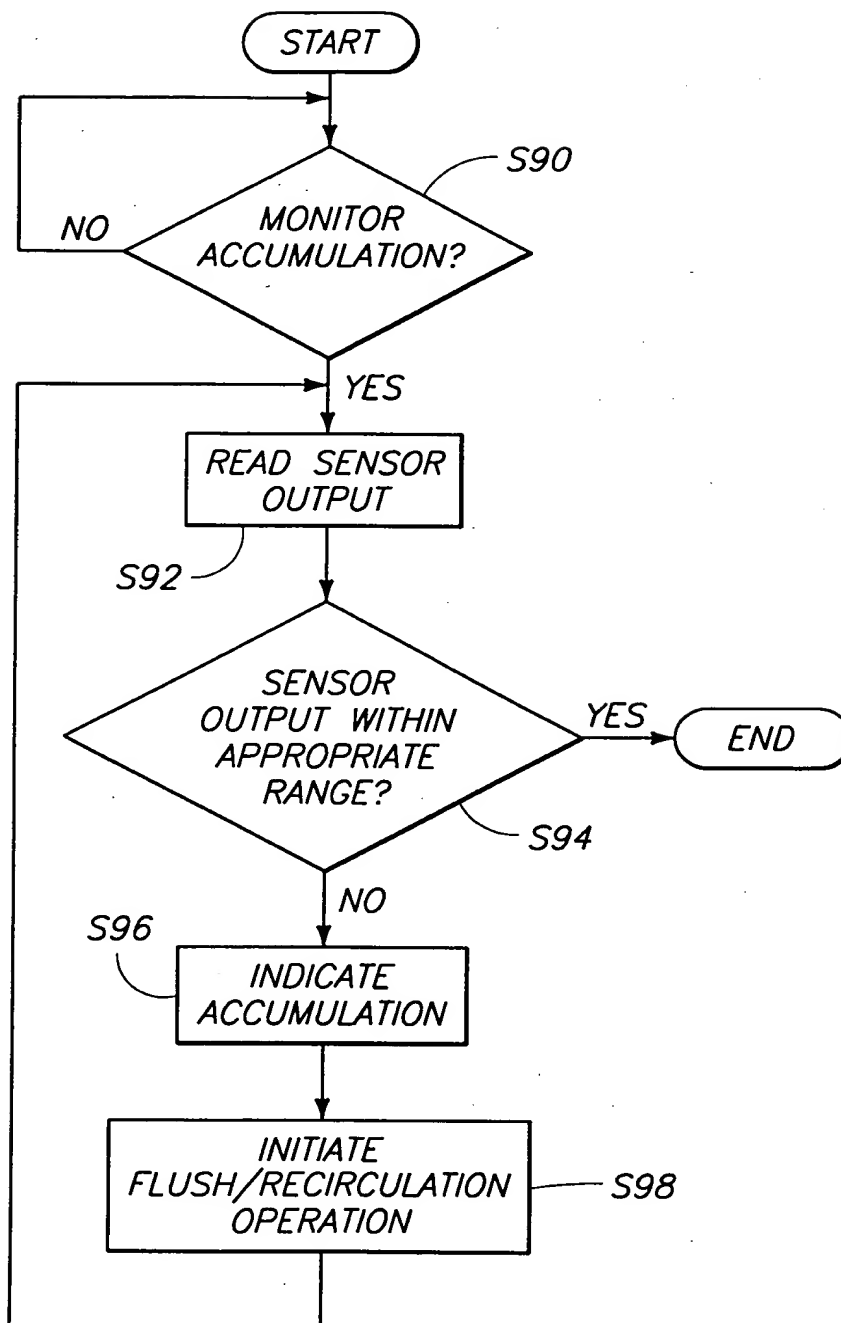 START
S90
MONITOR
ACCUMULATION?
NO
YES
READ SENSOR
OUTPUT
S92
SENSOR
OUTPUT WITHIN
APPROPRIATE
RANGE?
YES
END
S94
NO
S96
INDICATE
ACCUMULATION
INITIATE
FLUSH/RECIRCULATION
OPERATION
S98